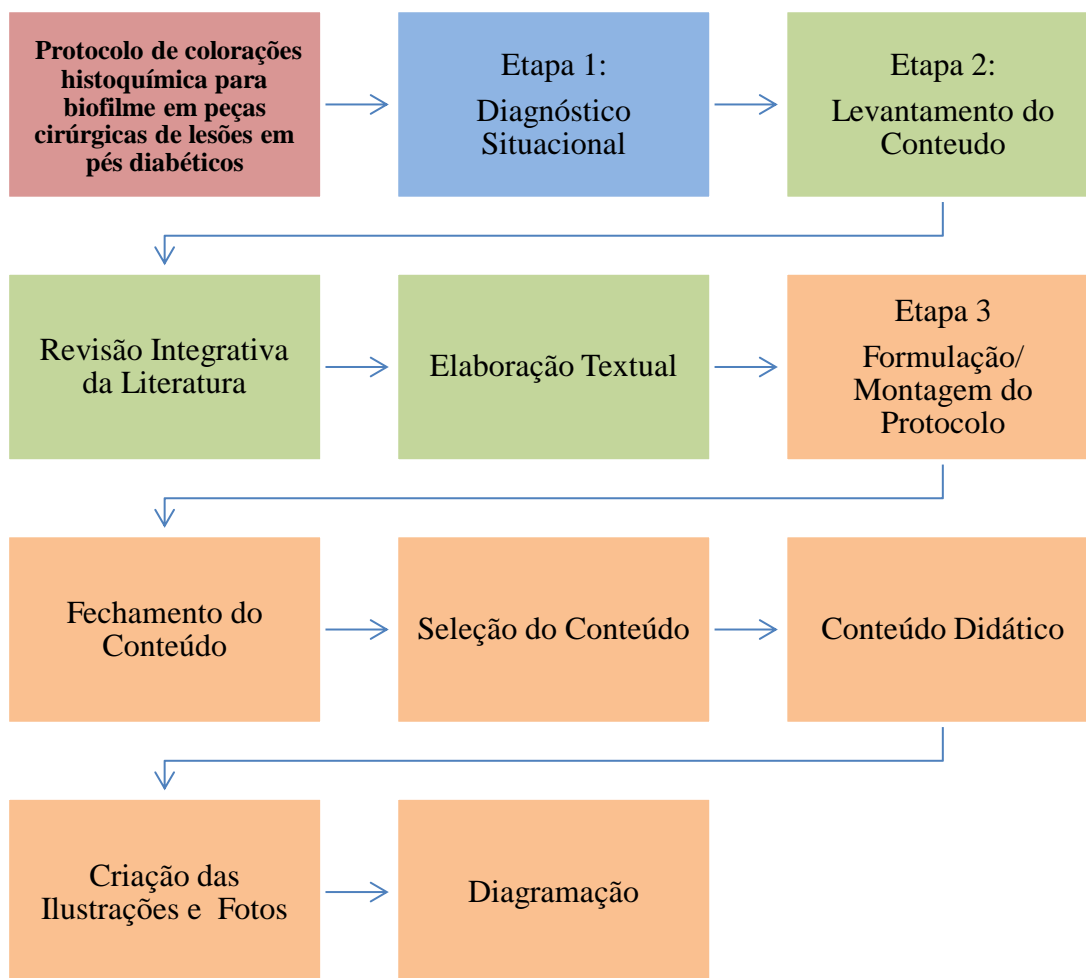 Protocolo de colorações
histoquímica para
biofilme em peças
cirúrgicas de lesões em
pés diabéticos
Etapa 1:
Diagnóstico
Situacional
Etapa 2:
Levantamento do
Conteudo
Revisão Integrativa
da Literatura
Elaboração Textual
Etapa 3
Formulação/
Montagem do
Protocolo
Fechamento do
Conteúdo
Seleção do Conteúdo
Conteúdo Didático
Criação das
Ilustrações e  Fotos
Diagramação